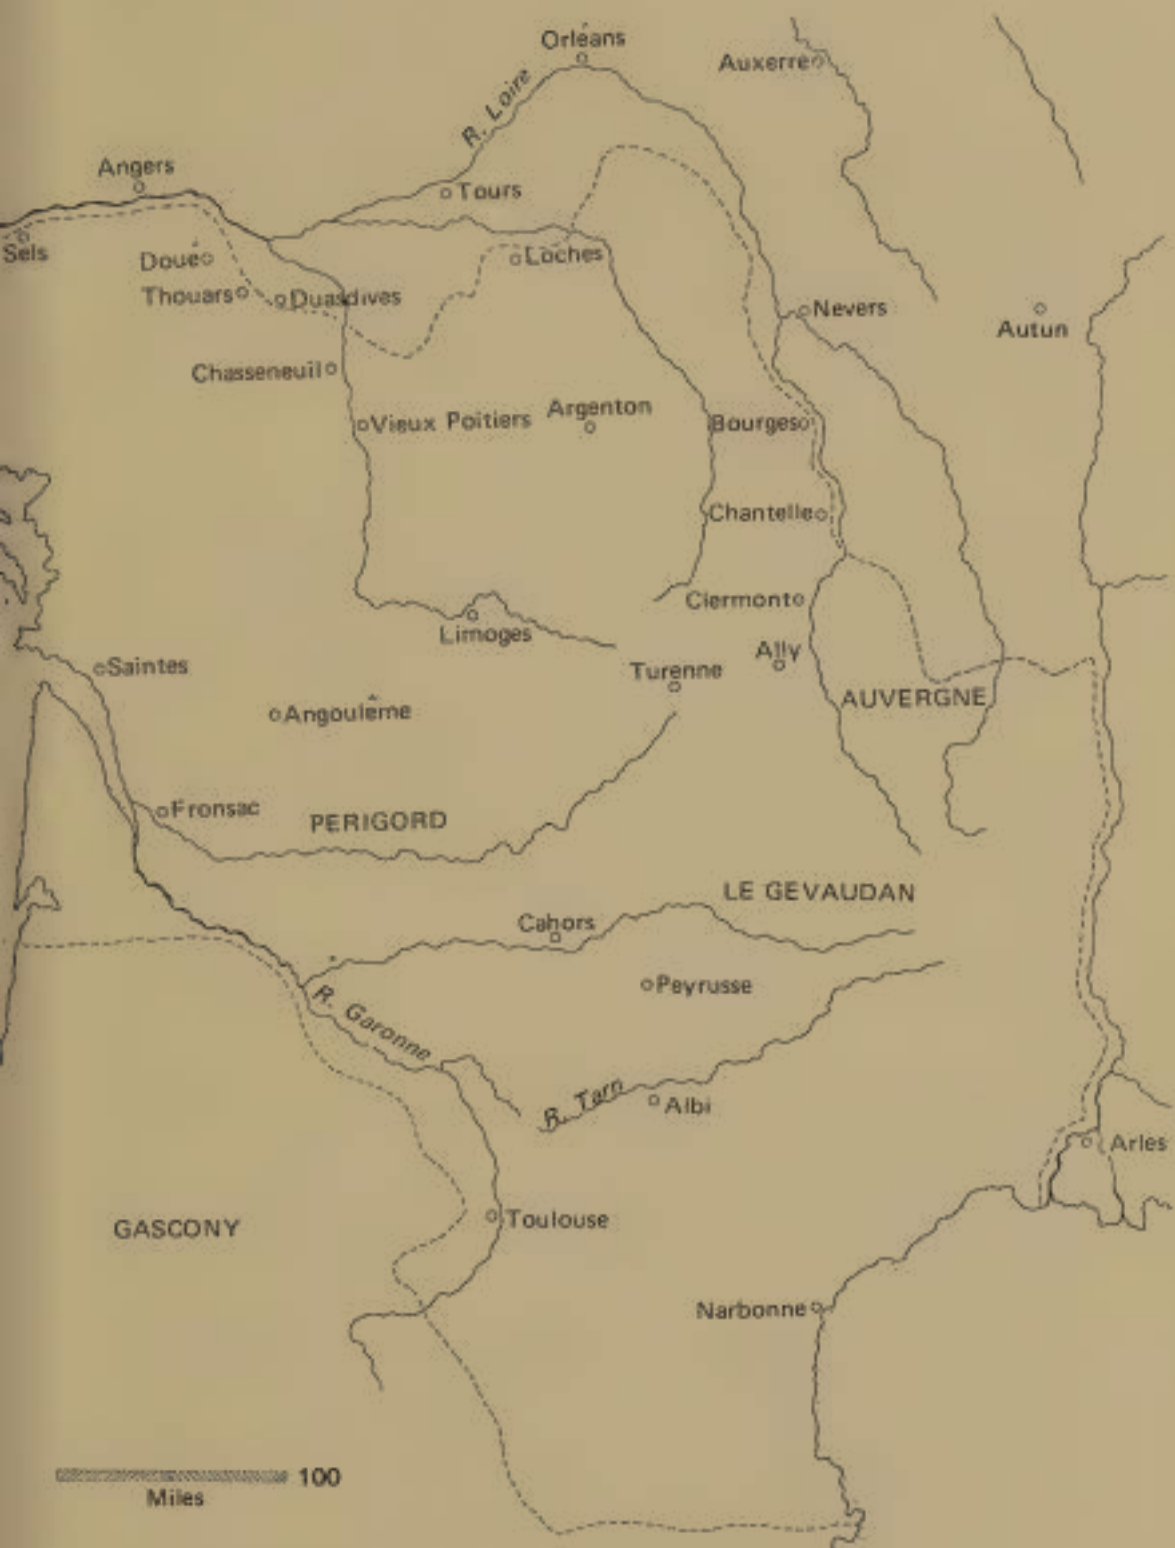 Orléans
Auxerre
R. Loire
Angers
Tours
Sels
Doué
Loches
Thouars
Duasdives
Nevers
Autun
Chasseneuil
Vieux Poitiers
Argenton
Bourges
Chantelle
Clermont
Limoges
Ally
Saintes
Turenne
AUVERGNE
Angoulême
Fronsac
PERIGORD
LE GEVAUDAN
Cahors
Peyrusse
R. Garonne
R. Tarn
Albi
Arles
Toulouse
GASCONY
Narbonne
100
Miles